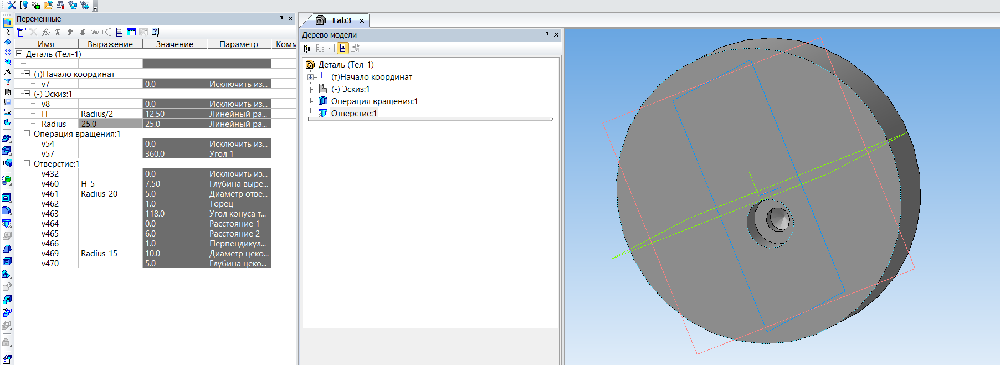 Переменные
Имя Выражение Значение Параметр Комм
Деталь (Тел-1)
(т)Начало координат
v7 0.0 Исключить из...
(-) Эскиз:1
v8 0.0 Исключить из...
H Radius/2 12.50 Линейный ра...
Radius 25.0 25.0 Линейный ра...
Операция вращения:1
v54 0.0 Исключить из...
v57 360.0 Угол 1
Отверстие:1
v432 0.0 Исключить из...
v460 H-5 7.50 Глубина выре...
v461 Radius-20 5.0 Диаметр отве...
v462 1.0 Торец
v463 118.0 Угол конуса т...
v464 0.0 Расстояние 1
v465 6.0 Расстояние 2
v466 1.0 Перпендикул...
v469 Radius-15 10.0 Диаметр цеко...
v470 5.0 Глубина цеко...
Lab3
Дерево модели
Деталь (Тел-1)
(т)Начало координат
(-) Эскиз:1
Операция вращения:1
Отверстие:1